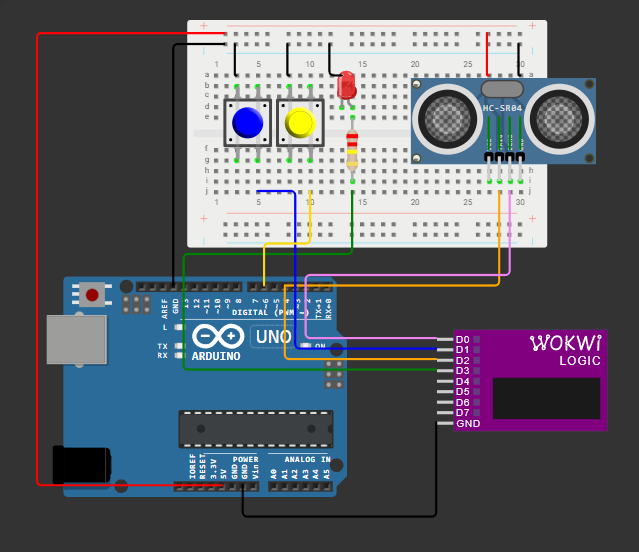 1 5 10 15 20 25 30
a
b
c
d
e
f
g
h
i
j
1 5 10 15 20 25 30
HC-SR04
AREF
GND
13
12
~11
~10
~9
8
7
~6
~5
4
~3
2
TX→1
RX←0
DIGITAL (PWM ~)
L
TX
RX
UNO
ARDUINO
ON
IOREF
RESET
3.3V
5V
GND
GND
Vin
POWER
ANALOG IN
A0
A1
A2
A3
A4
A5
D0
D1
D2
D3
D4
D5
D6
D7
GND
WOKWi
LOGIC